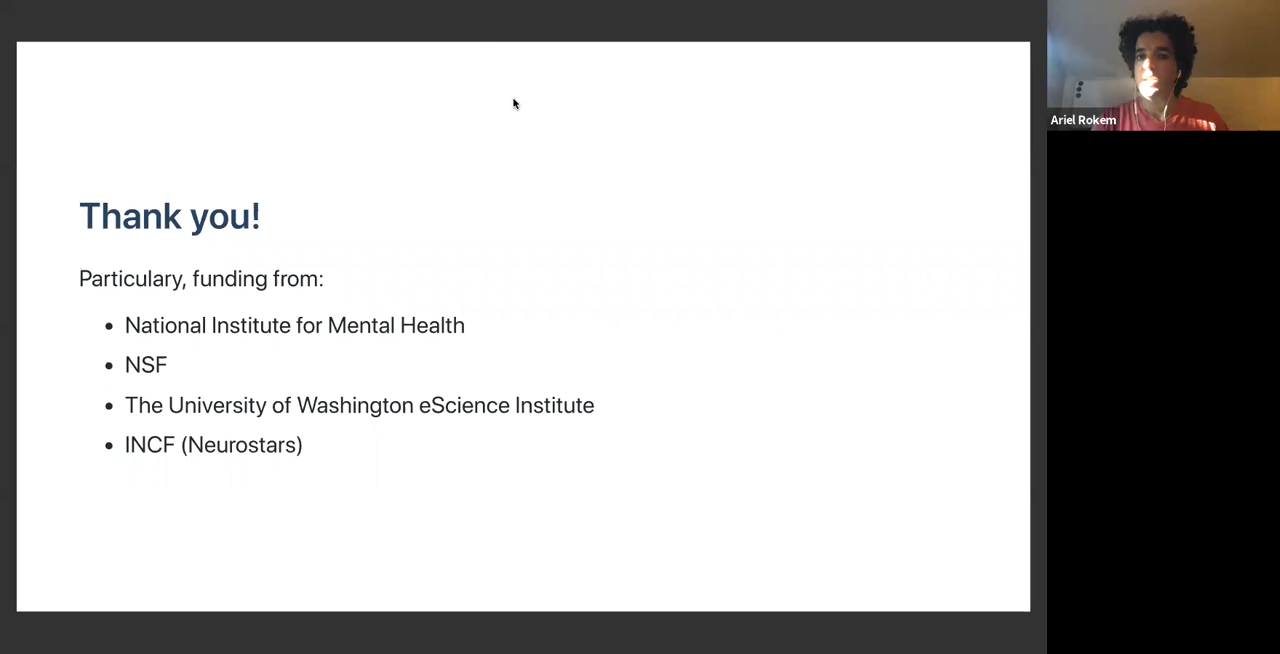 Thank you!
Particulary, funding from:
• National Institute for Mental Health
• NSF
• The University of Washington eScience Institute
• INCF (Neurostars)
Ariel Rokem